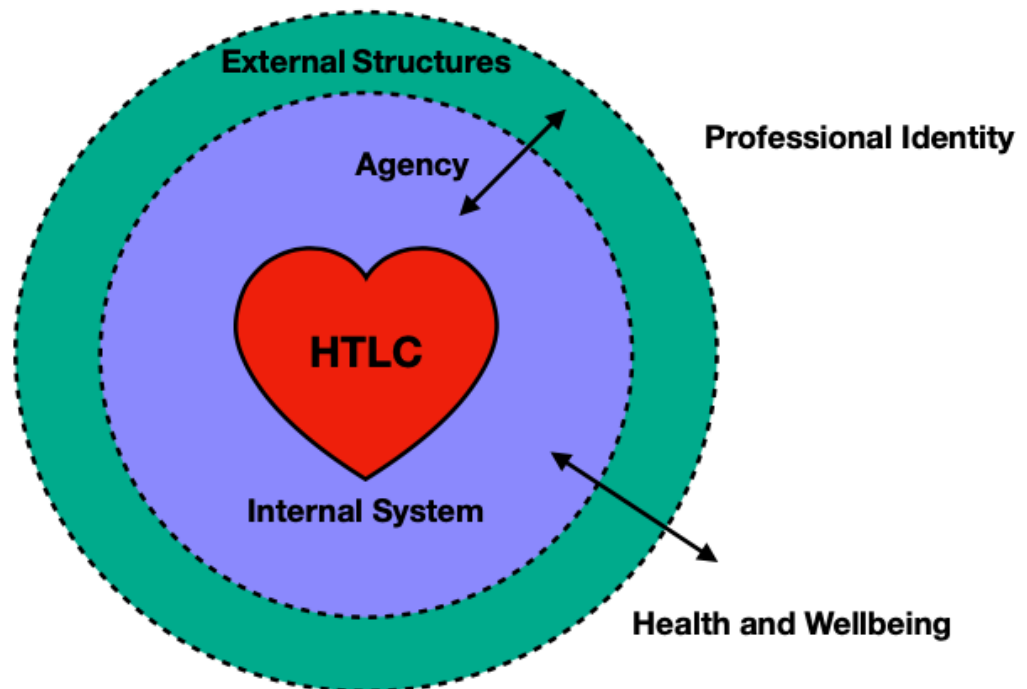 External Structures
Professional Identity
Agency
HTLC
Internal System
Health and Wellbeing